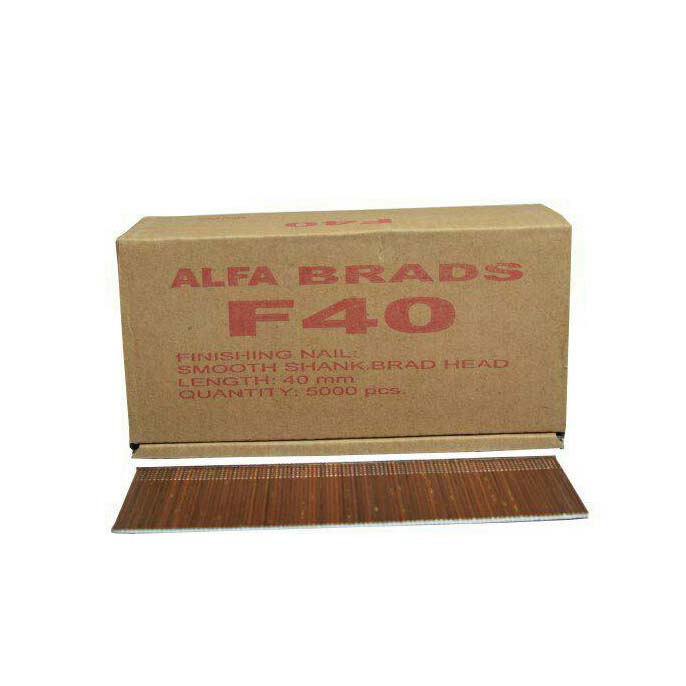 F40
ALFA BRADS
F40
FINISHING NAIL:
SMOOTH SHANK,BRAD HEAD
LENGTH: 40 mm
QUANTITY: 5000 pcs.